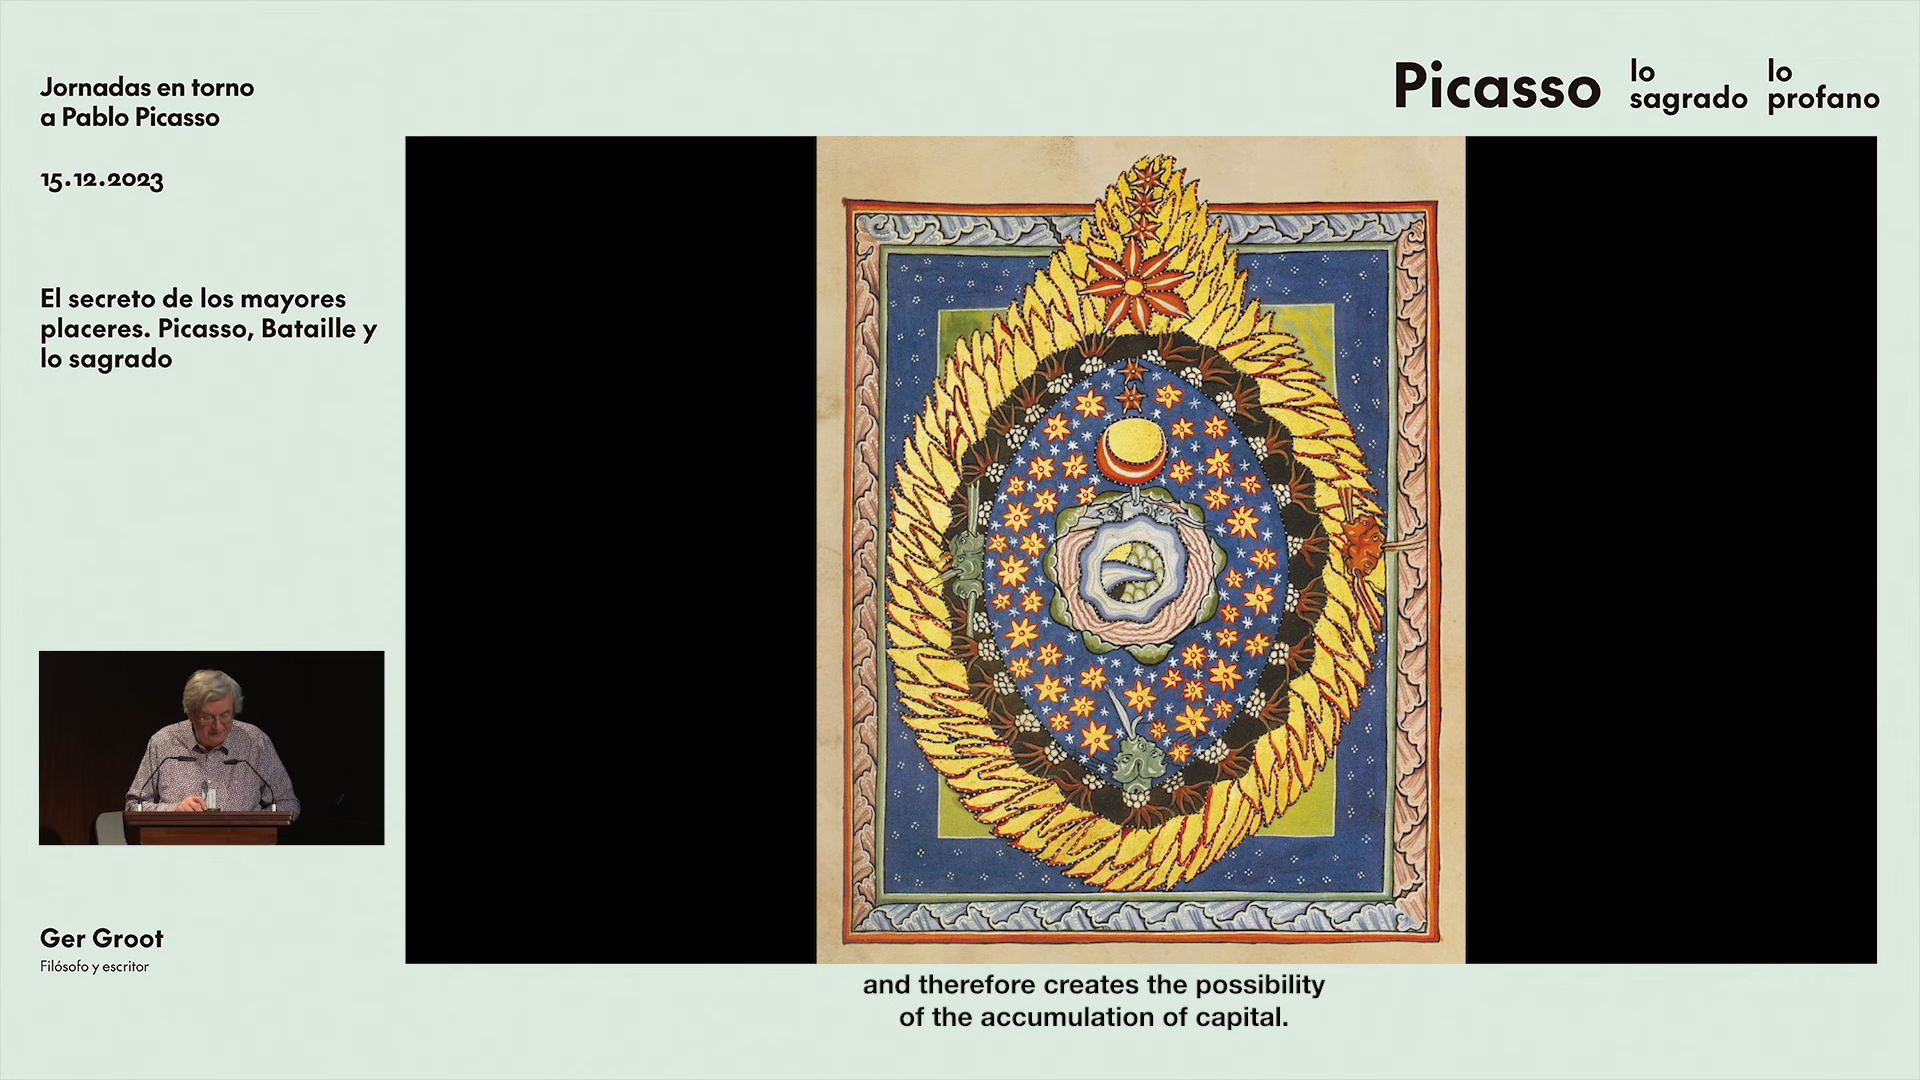 Jornadas en torno
a Pablo Picasso
15.12.2023
El secreto de los mayores
placeres. Picasso, Bataille y
lo sagrado
Ger Groot
Filósofo y escritor
Picasso
lo
sagrado
lo
profano
and therefore creates the possibility
of the accumulation of capital.